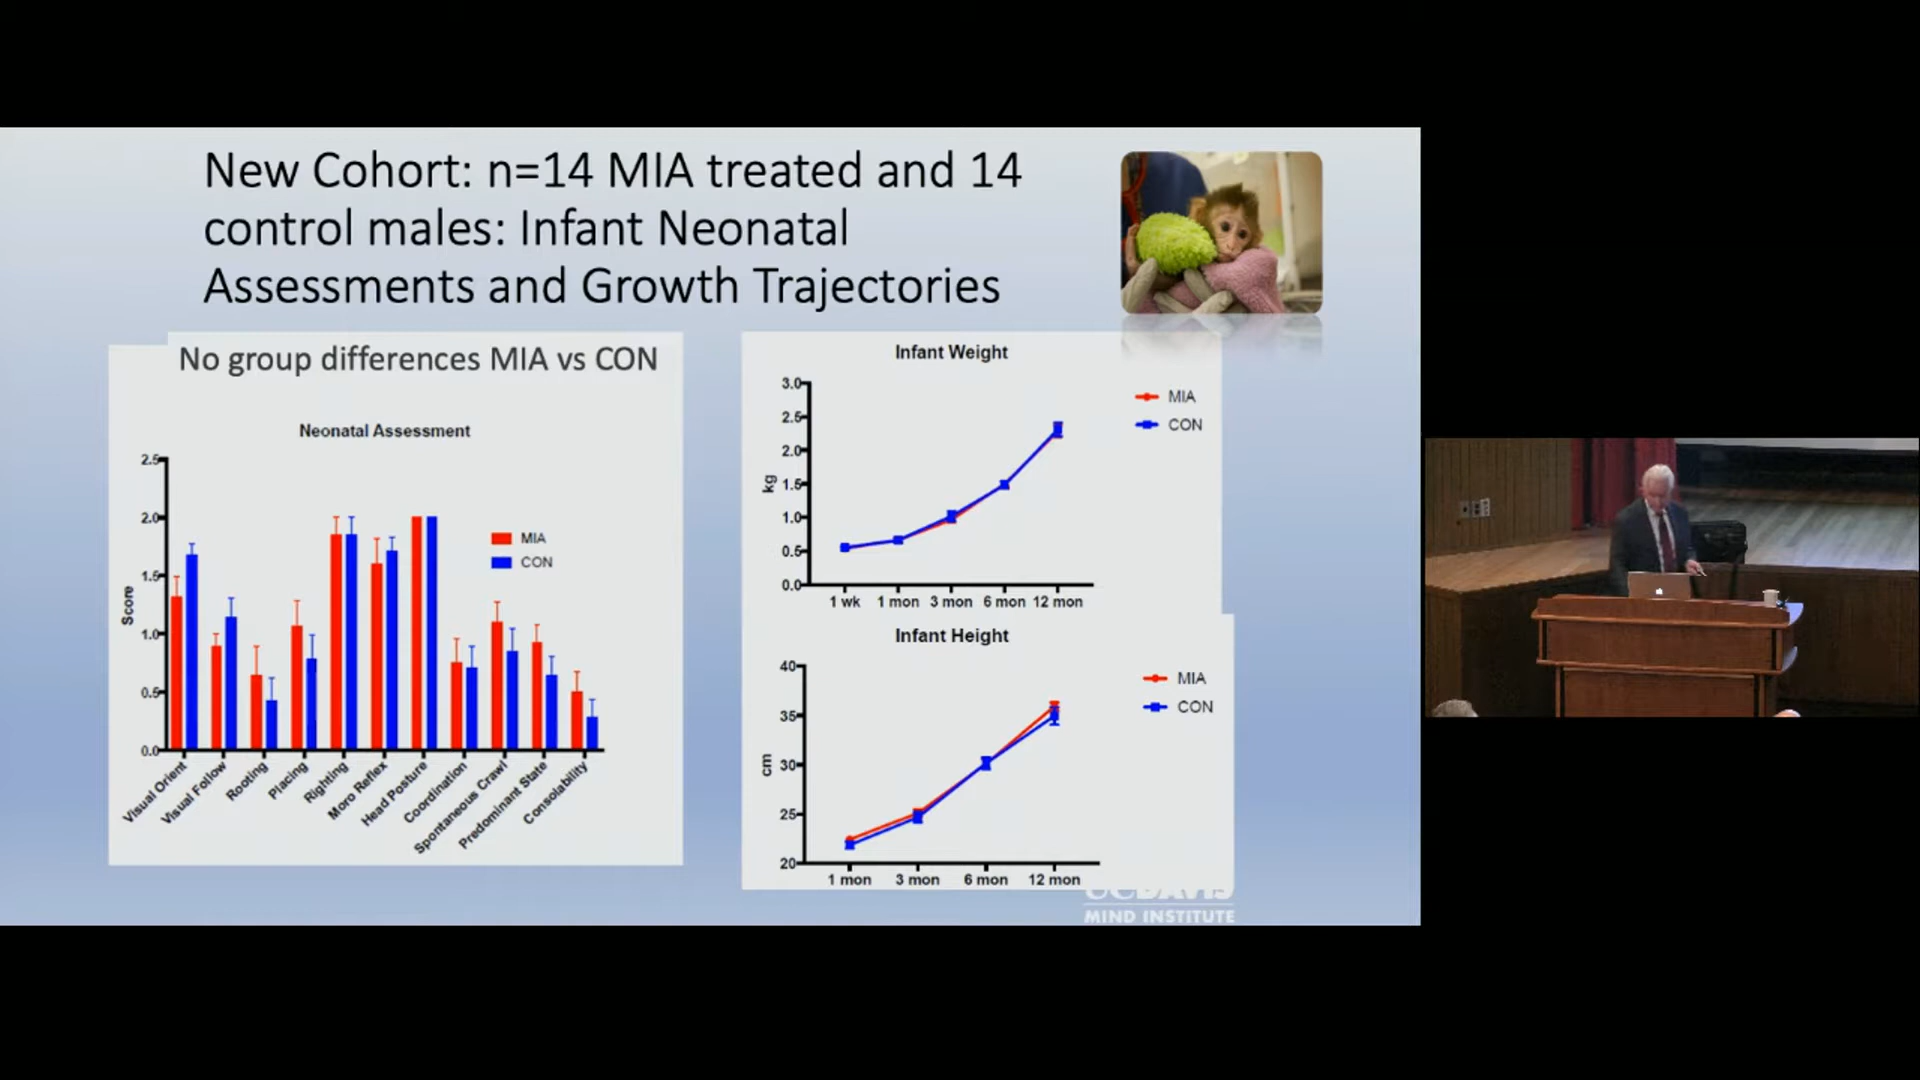 New Cohort: n=14 MIA treated and 14
control males: Infant Neonatal
Assessments and Growth Trajectories
No group differences MIA vs CON
Neonatal Assessment
Score
2.5
2.0
1.5
1.0
0.5
0.0
MIA
CON
Visual Orient
Visual Follow
Rooting
Placing
Righting
Moro Reflex
Head Posture
Coordination
Spontaneous Crawl
Predominant State
Consolability
Infant Weight
kg
3.0
2.5
2.0
1.5
1.0
0.5
0.0
1 wk 1 mon 3 mon 6 mon 12 mon
MIA
CON
Infant Height
cm
40
35
30
25
20
1 mon 3 mon 6 mon 12 mon
MIA
CON
UC DAVIS
MIND INSTITUTE